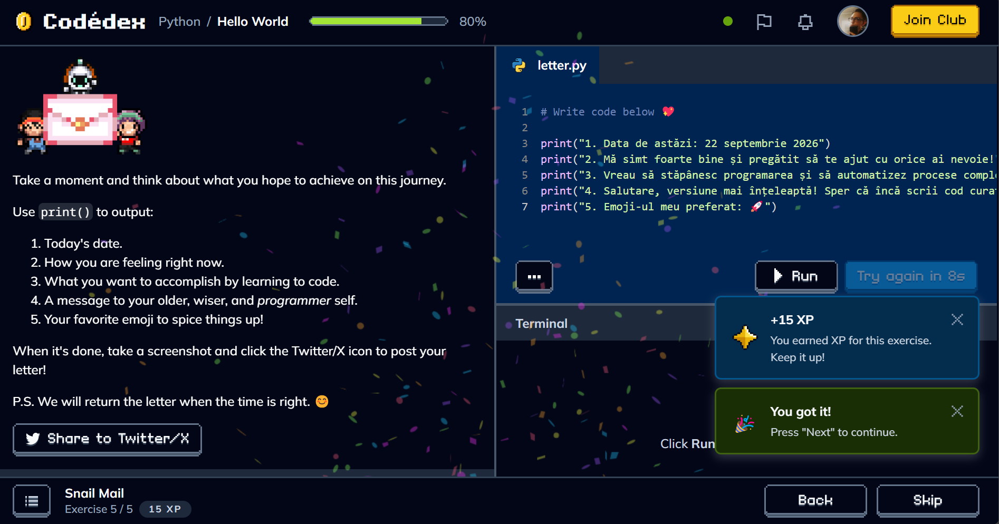 Codédex
Python / Hello World
80%
Join Club
Take a moment and think about what you hope to achieve on this journey.
Use print() to output:
1. Today's date.
2. How you are feeling right now.
3. What you want to accomplish by learning to code.
4. A message to your older, wiser, and programmer self.
5. Your favorite emoji to spice things up!
When it's done, take a screenshot and click the Twitter/X icon to post your
letter!
P.S. We will return the letter when the time is right. 😊
Share to Twitter/X
letter.py
1 # Write code below 💖
2
3 print("1. Data de astăzi: 22 septembrie 2026")
4 print("2. Mă simt foarte bine și pregătit să te ajut cu orice ai nevoie!"
5 print("3. Vreau să stăpânesc programarea și să automatizez procese
6 print("4. Salutare, versiune mai înțeleaptă! Sper că încă scrii cod
7 print("5. Emoji-ul meu preferat: 🚀")
...
Run
Try again in 8s
Terminal
Click Run
+15 XP
You earned XP for this exercise.
Keep it up!
You got it!
Press "Next" to continue.
Snail Mail
Exercise 5 / 5
15 XP
Back
Skip